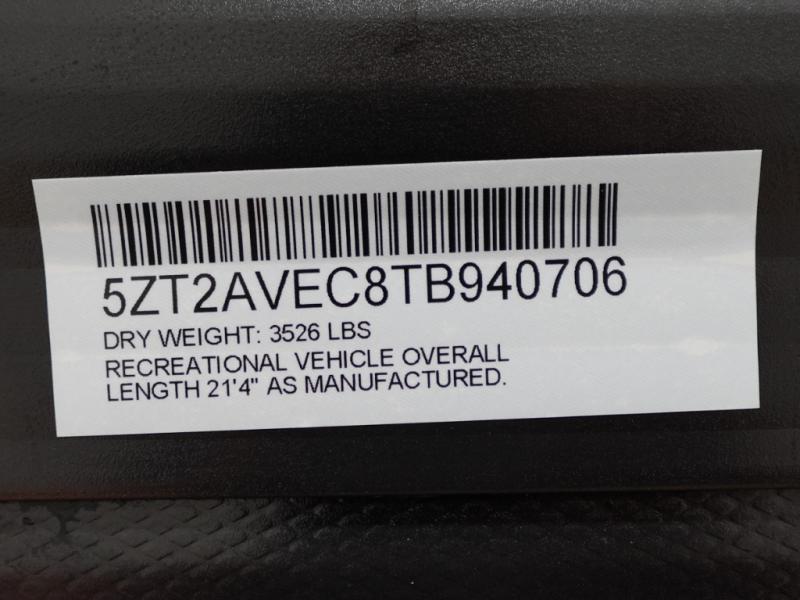 5ZT2AVEC8TB940706
DRY WEIGHT: 3526 LBS
RECREATIONAL VEHICLE OVERALL
LENGTH 21'4" AS MANUFACTURED.